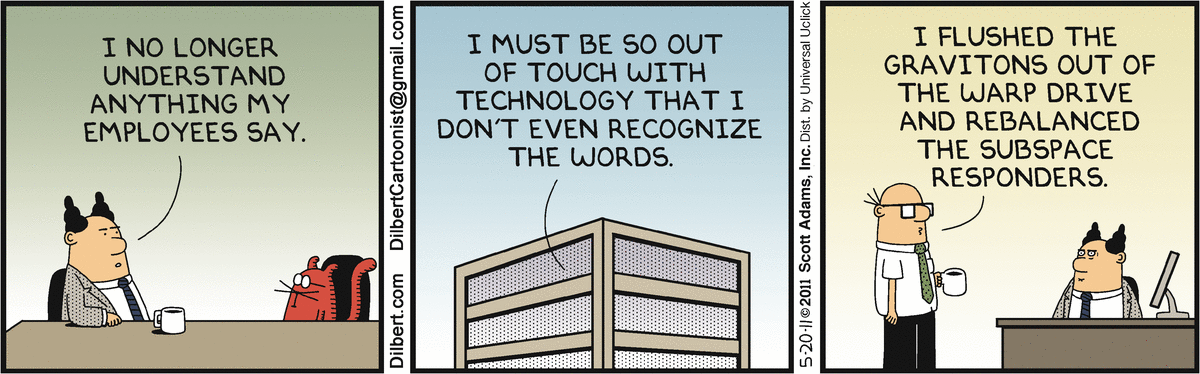 I NO LONGER
UNDERSTAND
ANYTHING MY
EMPLOYEES SAY.
Dilbert.com DilbertCartoonist@gmail.com
I MUST BE SO OUT
OF TOUCH WITH
TECHNOLOGY THAT I
DON'T EVEN RECOGNIZE
THE WORDS.
5-20-11 ©2011 Scott Adams, Inc. Dist. by Universal Uclick
I FLUSHED THE
GRAVITONS OUT OF
THE WARP DRIVE
AND REBALANCED
THE SUBSPACE
RESPONDERS.